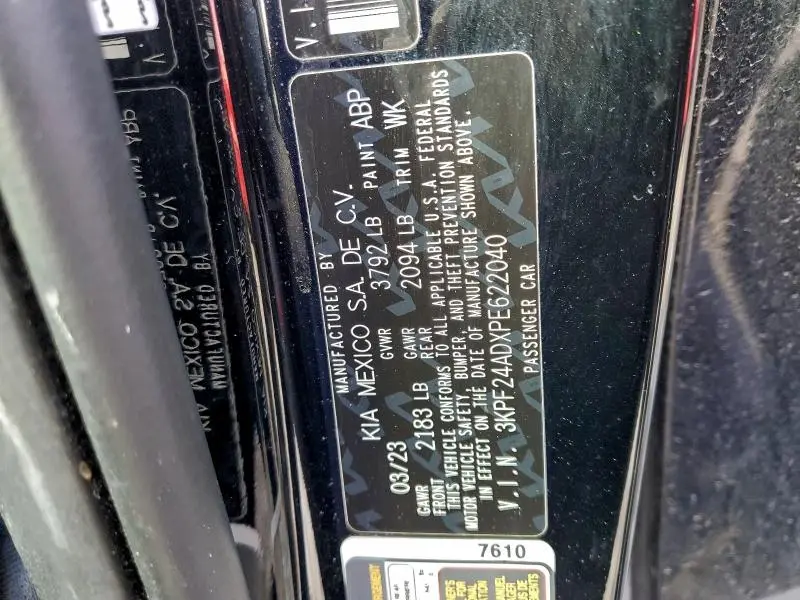 MANUFACTURED BY
KIA MEXICO S.A. DE C.V.
03/23 GVWR 3792 LB PAINT ABP
GAWR FRONT 2183 LB GAWR REAR 2094 LB TRIM WK
THIS VEHICLE CONFORMS TO ALL APPLICABLE U.S.A. FEDERAL
MOTOR VEHICLE SAFETY, BUMPER, AND THEFT PREVENTION STANDARDS
IN EFFECT ON THE DATE OF MANUFACTURE SHOWN ABOVE.
V.I.N. 3KPF24ADXPE622040
PASSENGER CAR
V.I
7610